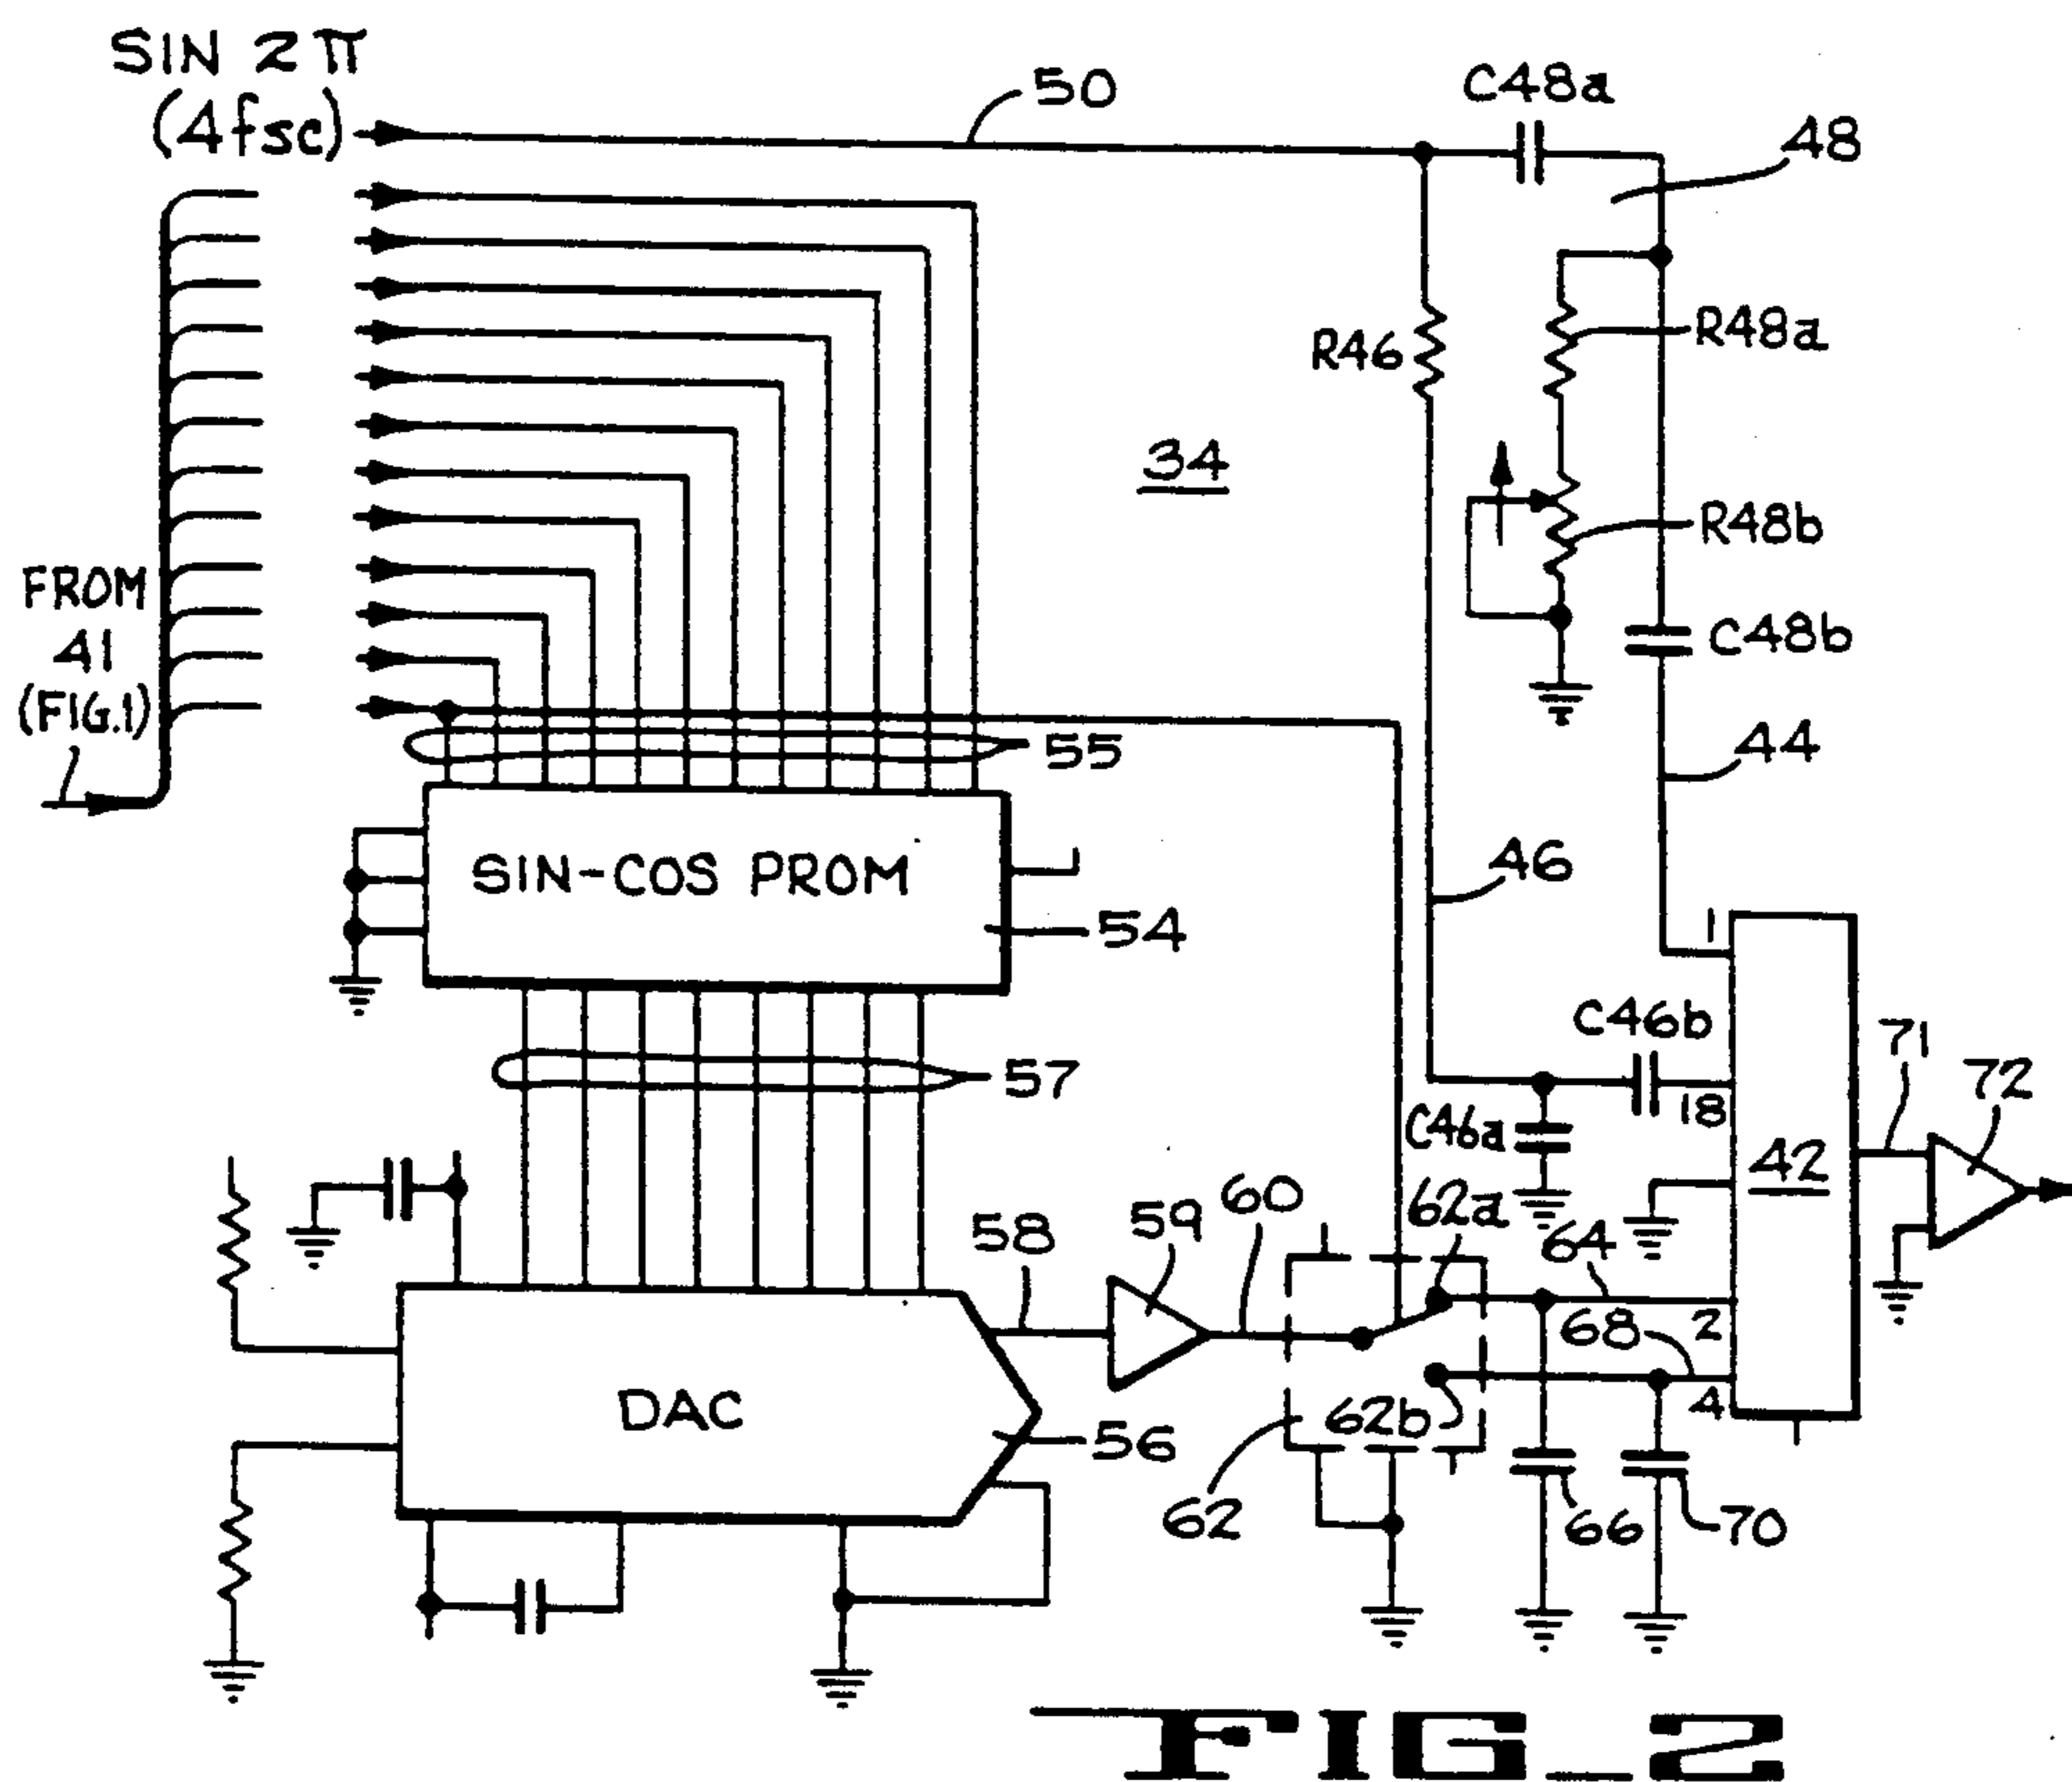 SIN 2 π
(4fsc)
50
C48a
48
R46
R48a
34
R48b
FROM
41
(FIG.1)
C48b
55
44
SIN-COS PROM
46
54
1
C46b
71
72
57
18
C46a
42
58
59
60
62a
64
2
68
DAC
62b
4
56
62
66
70
FIG_2